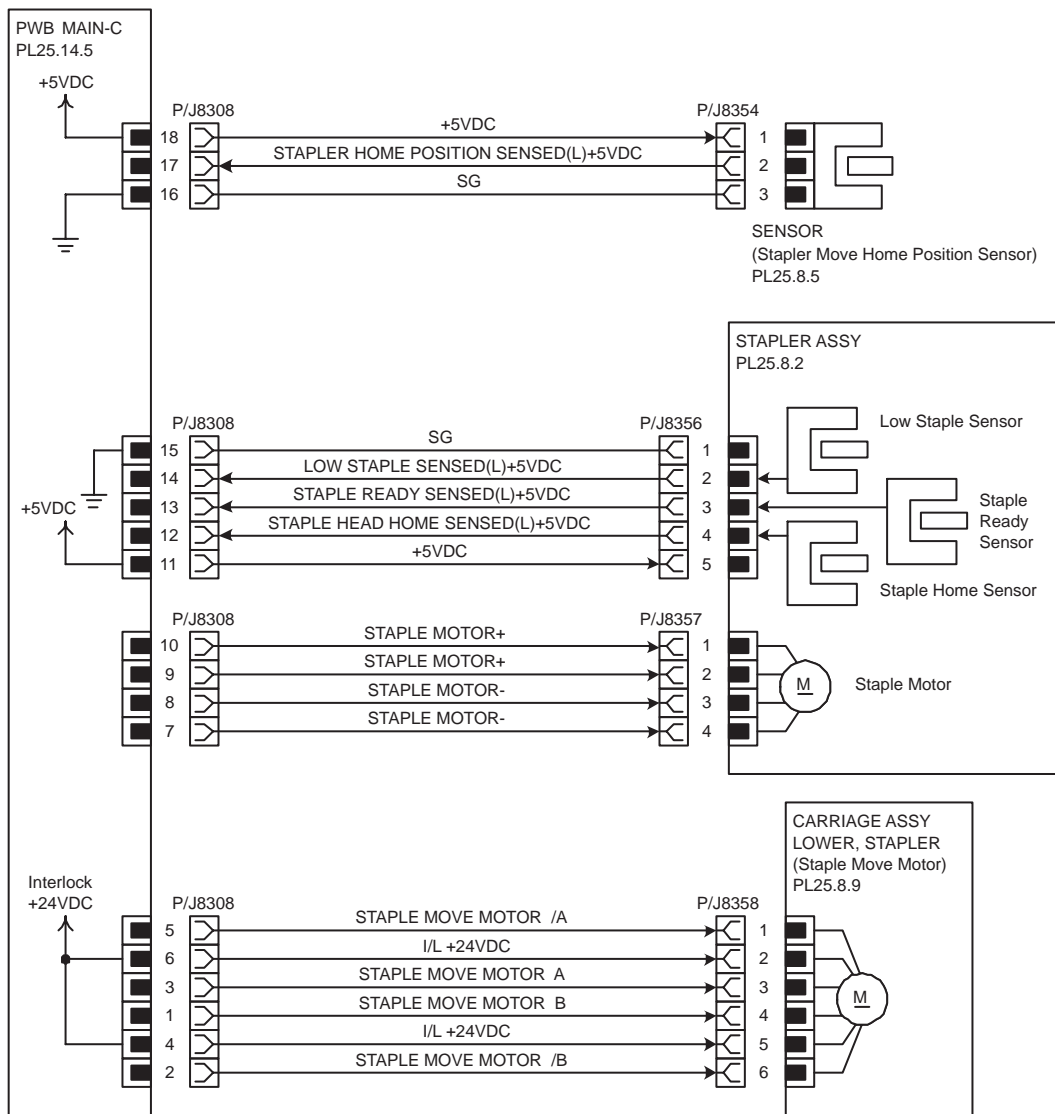 PWB MAIN-C
PL25.14.5
+5VDC
P/J8308
P/J8354
18
+5VDC
1
17
STAPLER HOME POSITION SENSED(L)+5VDC
2
16
SG
3
SENSOR
(Stapler Move Home Position Sensor)
PL25.8.5
STAPLER ASSY
PL25.8.2
P/J8308
P/J8356
Low Staple Sensor
15
SG
1
14
LOW STAPLE SENSED(L)+5VDC
2
+5VDC
13
STAPLE READY SENSED(L)+5VDC
3
Staple
Ready
Sensor
12
STAPLE HEAD HOME SENSED(L)+5VDC
4
11
+5VDC
5
Staple Home Sensor
P/J8308
P/J8357
10
STAPLE MOTOR+
1
9
STAPLE MOTOR+
2
8
STAPLE MOTOR-
3
7
STAPLE MOTOR-
4
M
Staple Motor
CARRIAGE ASSY
LOWER, STAPLER
(Staple Move Motor)
PL25.8.9
Interlock
+24VDC
P/J8308
P/J8358
5
STAPLE MOVE MOTOR /A
1
6
I/L +24VDC
2
3
STAPLE MOVE MOTOR A
3
1
STAPLE MOVE MOTOR B
4
4
I/L +24VDC
5
2
STAPLE MOVE MOTOR /B
6
M